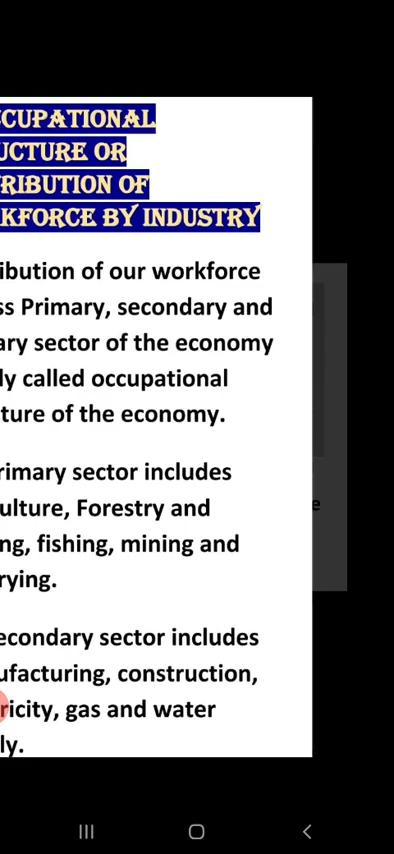 CCUPATIONAL
UCTURE OR
TRIBUTION OF
KFORCE BY INDUSTRY
ibution of our workforce
ss Primary, secondary and
ary sector of the economy
ly called occupational
ture of the economy.
rimary sector includes
ulture, Forestry and
ng, fishing, mining and
rying.
econdary sector includes
ufacturing, construction,
ricity, gas and water
ly.
e